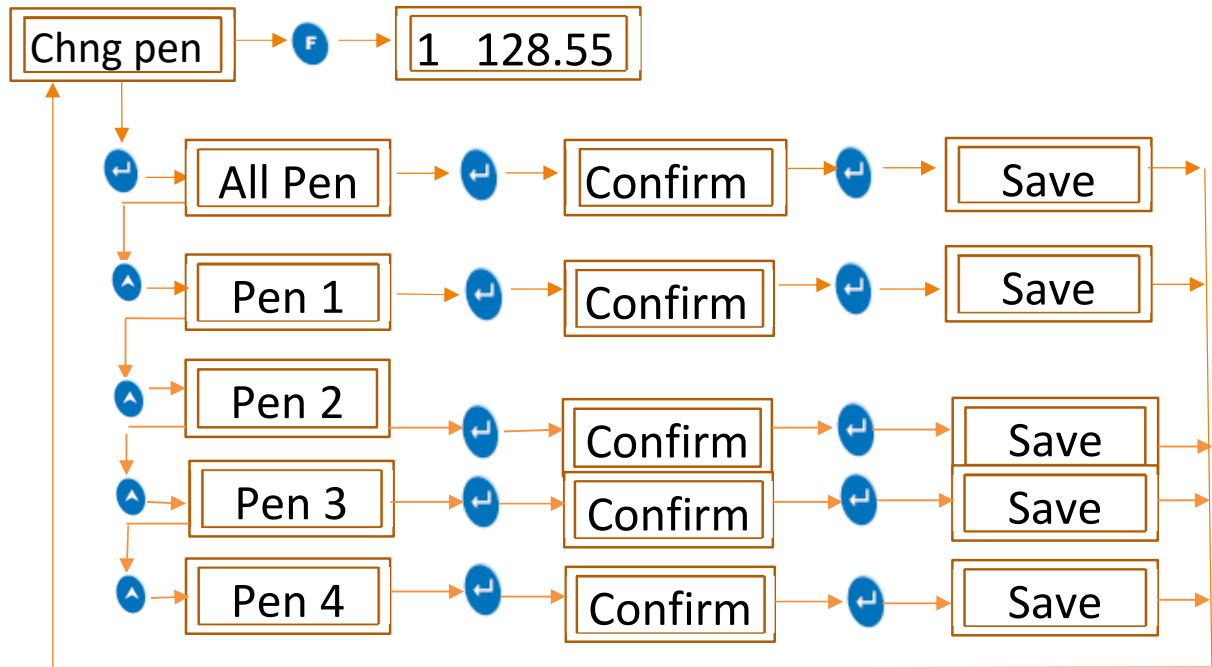 Chng pen F 1 128.55
All Pen Confirm Save
Pen 1 Confirm Save
Pen 2 Confirm Save
Pen 3 Confirm Save
Pen 4 Confirm Save